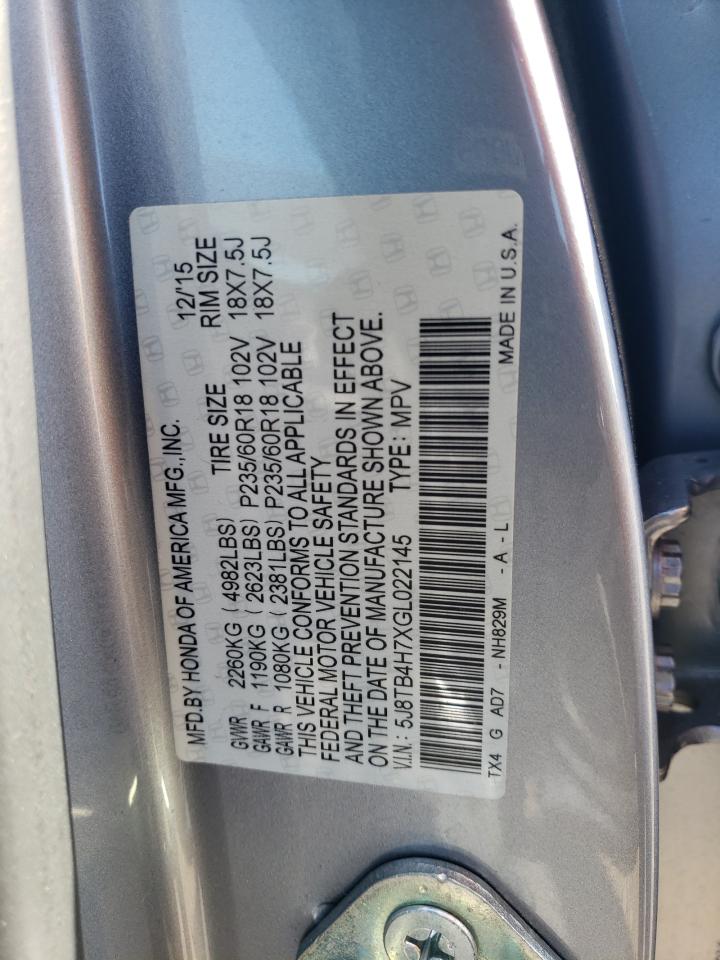 MFD.BY HONDA OF AMERICA MFG.,INC. 12/'15
TIRE SIZE RIM SIZE
GVWR 2260KG ( 4982LBS)
GAWR F 1190KG ( 2623LBS) P235/60R18 102V 18X7.5J
GAWR R 1080KG ( 2381LBS) P235/60R18 102V 18X7.5J
THIS VEHICLE CONFORMS TO ALL APPLICABLE
FEDERAL MOTOR VEHICLE SAFETY
AND THEFT PREVENTION STANDARDS IN EFFECT
ON THE DATE OF MANUFACTURE SHOWN ABOVE.
V.I.N.: 5J8TB4H7XGL022145 TYPE: MPV
TX4 G AD7 - NH829M - A - L MADE IN U.S.A.